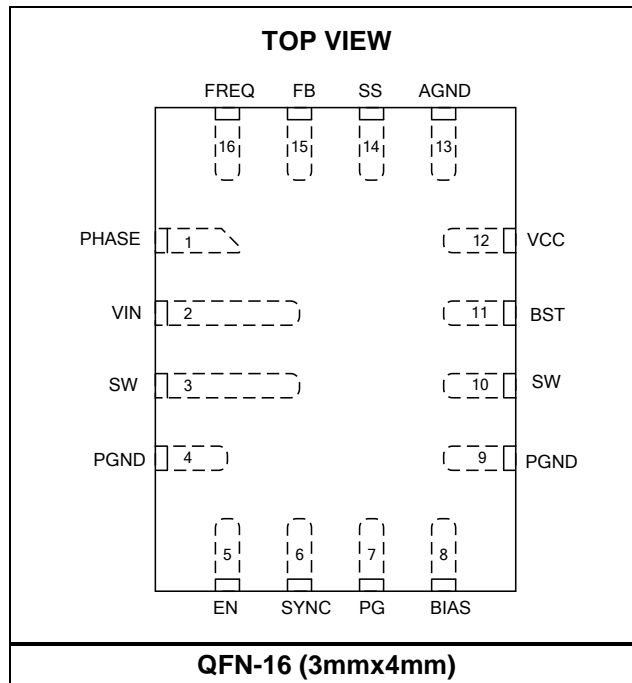 TOP VIEW
FREQ FB SS AGND
16 15 14 13
PHASE 1 12 VCC
VIN 2 11 BST
SW 3 10 SW
PGND 4 9 PGND
5 6 7 8
EN SYNC PG BIAS
QFN-16 (3mmx4mm)